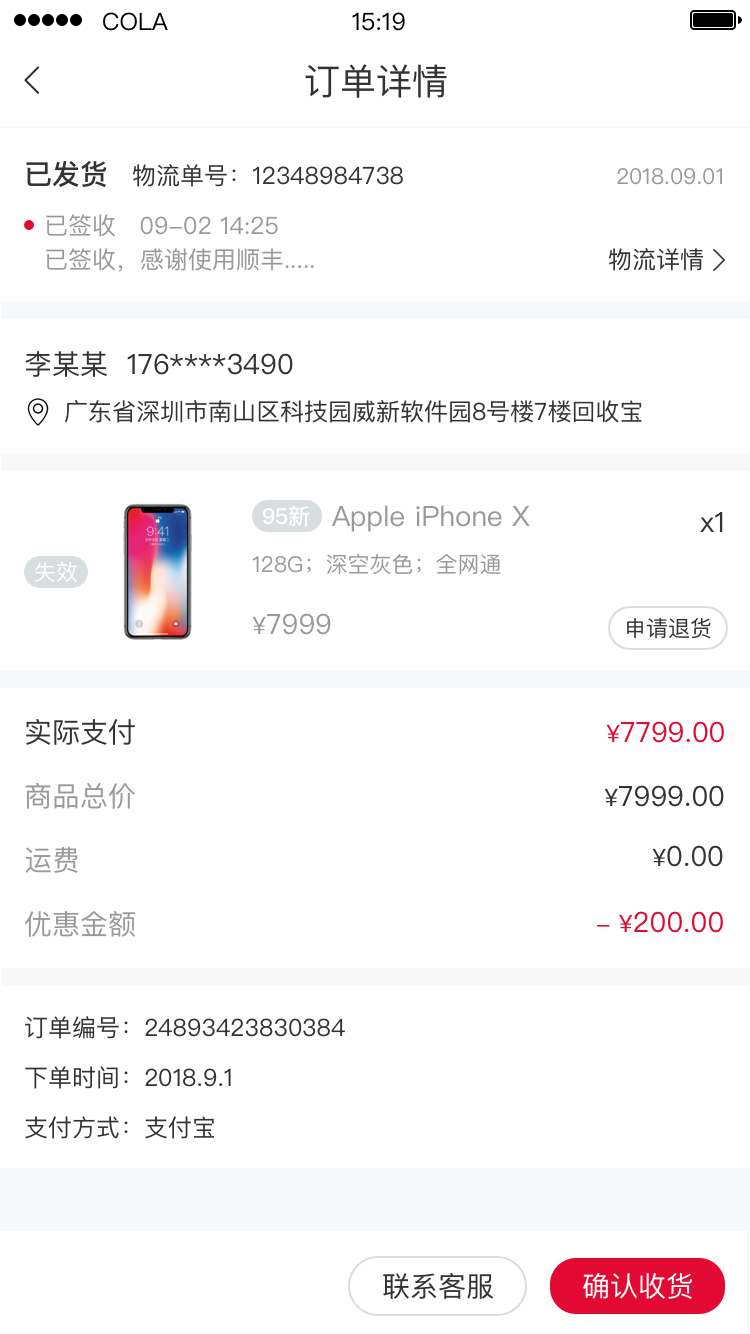 COLA 15:19
订单详情
已发货 物流单号：12348984738 2018.09.01
已签收 09-02 14:25
已签收，感谢使用顺丰.....
物流详情
李某某 176****3490
广东省深圳市南山区科技园威新软件园8号楼7楼回收宝
失效
9:41
95新 Apple iPhone X x1
128G；深空灰色；全网通
¥7999
申请退货
实际支付 ¥7799.00
商品总价 ¥7999.00
运费 ¥0.00
优惠金额 - ¥200.00
订单编号：24893423830384
下单时间：2018.9.1
支付方式：支付宝
联系客服 确认收货